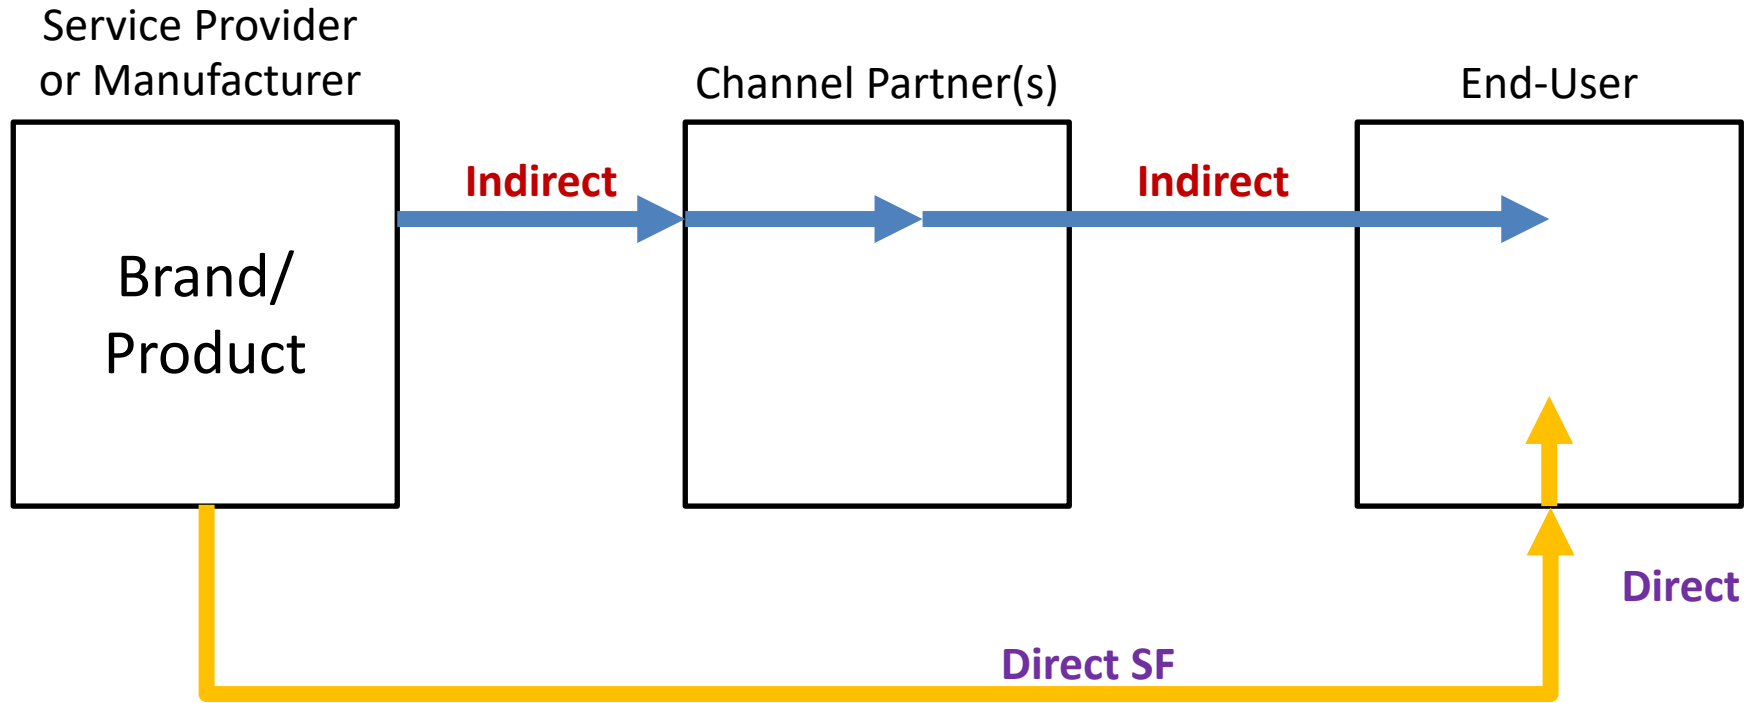 Service Provider
or Manufacturer
Channel Partner(s)
End-User
Indirect
Indirect
Brand/
Product
Direct
Direct SF